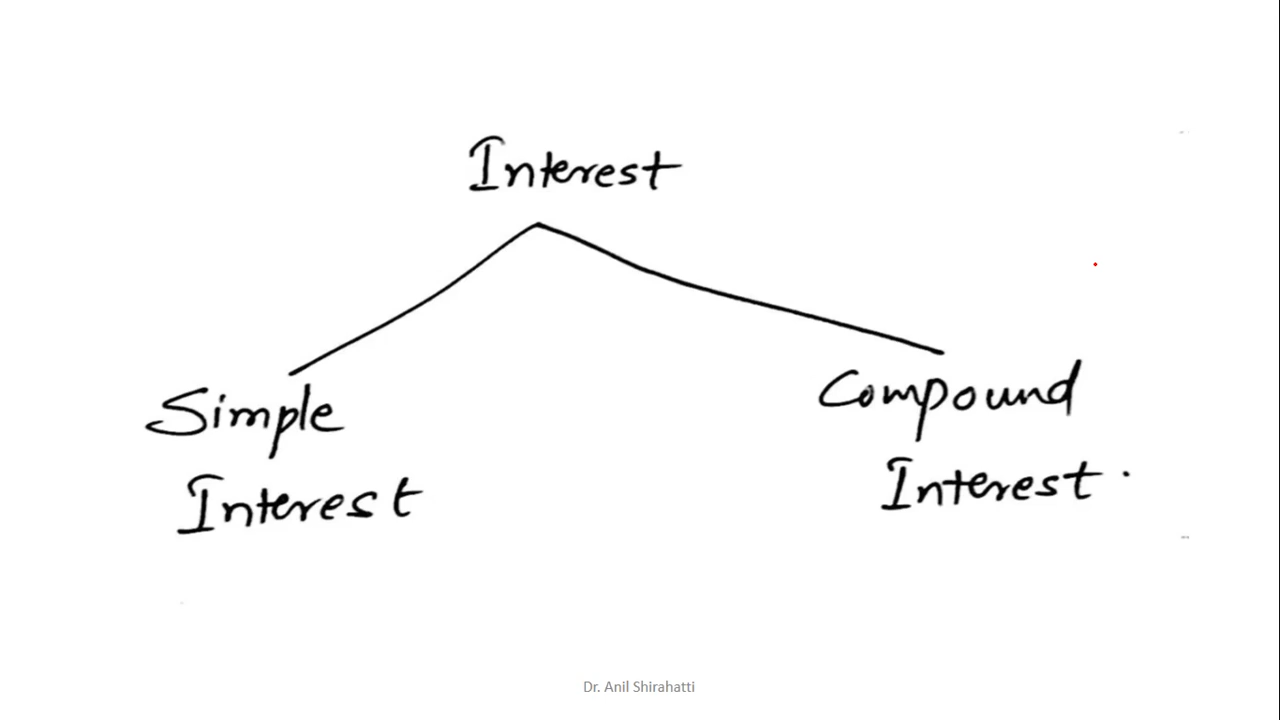 Interest
Simple
Interest
Compound
Interest.
Dr. Anil Shirahatti